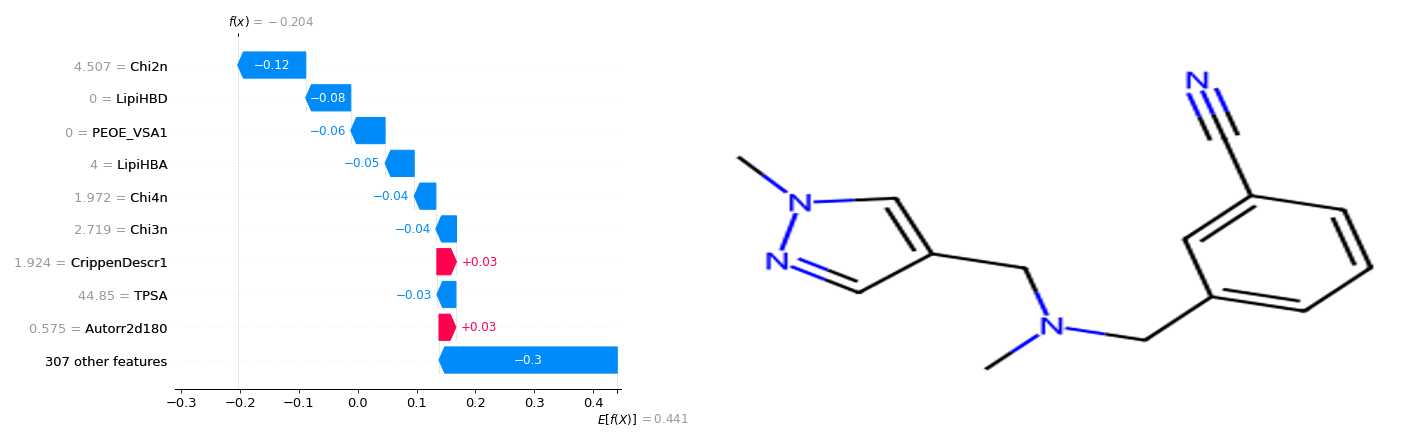 f(x) = −0.204
4.507 = Chi2n
−0.12
0 = LipiHBD
−0.08
0 = PEOE_VSA1
−0.06
4 = LipiHBA
−0.05
1.972 = Chi4n
−0.04
2.719 = Chi3n
−0.04
1.924 = CrippenDescr1
+0.03
44.85 = TPSA
−0.03
0.575 = Autorr2d180
+0.03
307 other features
−0.3
−0.3 −0.2 −0.1 0.0 0.1 0.2 0.3 0.4
E[f(X)] = 0.441
N
N
N
N